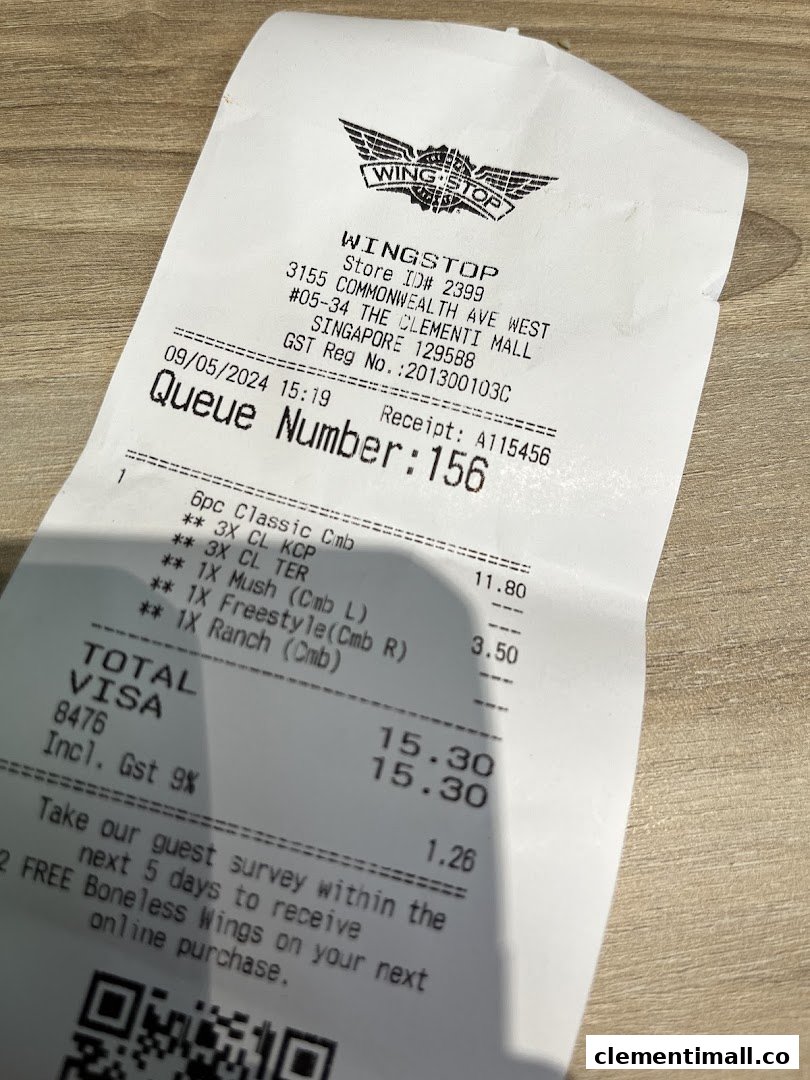 WING STOP
WINGSTOP
Store ID# 2399
3155 COMMONWEALTH AVE WEST
#05-34 THE CLEMENTI MALL
SINGAPORE 129588
GST Reg No.:201300103C
09/05/2024 15:19 Receipt: A115456
Queue Number:156
1 6pc Classic Cmb 11.80
** 3X CL KCP ---
** 3X CL TER ---
** 1X Mush (Cmb L) 3.50
** 1X Freestyle(Cmb R) ---
** 1X Ranch (Cmb) ---
TOTAL 15.30
VISA 15.30
8476
Incl. Gst 9% 1.26
Take our guest survey within the
next 5 days to receive
2 FREE Boneless Wings on your next
online purchase.
clementimall.co